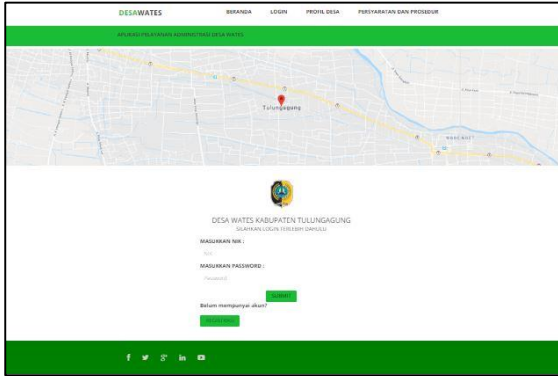 DESAWATES
BERANDA LOGIN PROFIL DESA PERSYARATAN DAN PROSEDUR
APLIKASI PELAYANAN ADMINISTRASI DESA WATES
Tulungagung
DESA WATES KABUPATEN TULUNGAGUNG
SILAHKAN LOGIN TERLEBIH DAHULU
MASUKKAN NIK :
MASUKKAN PASSWORD :
Password
SUBMIT
Belum mempunyai akun?